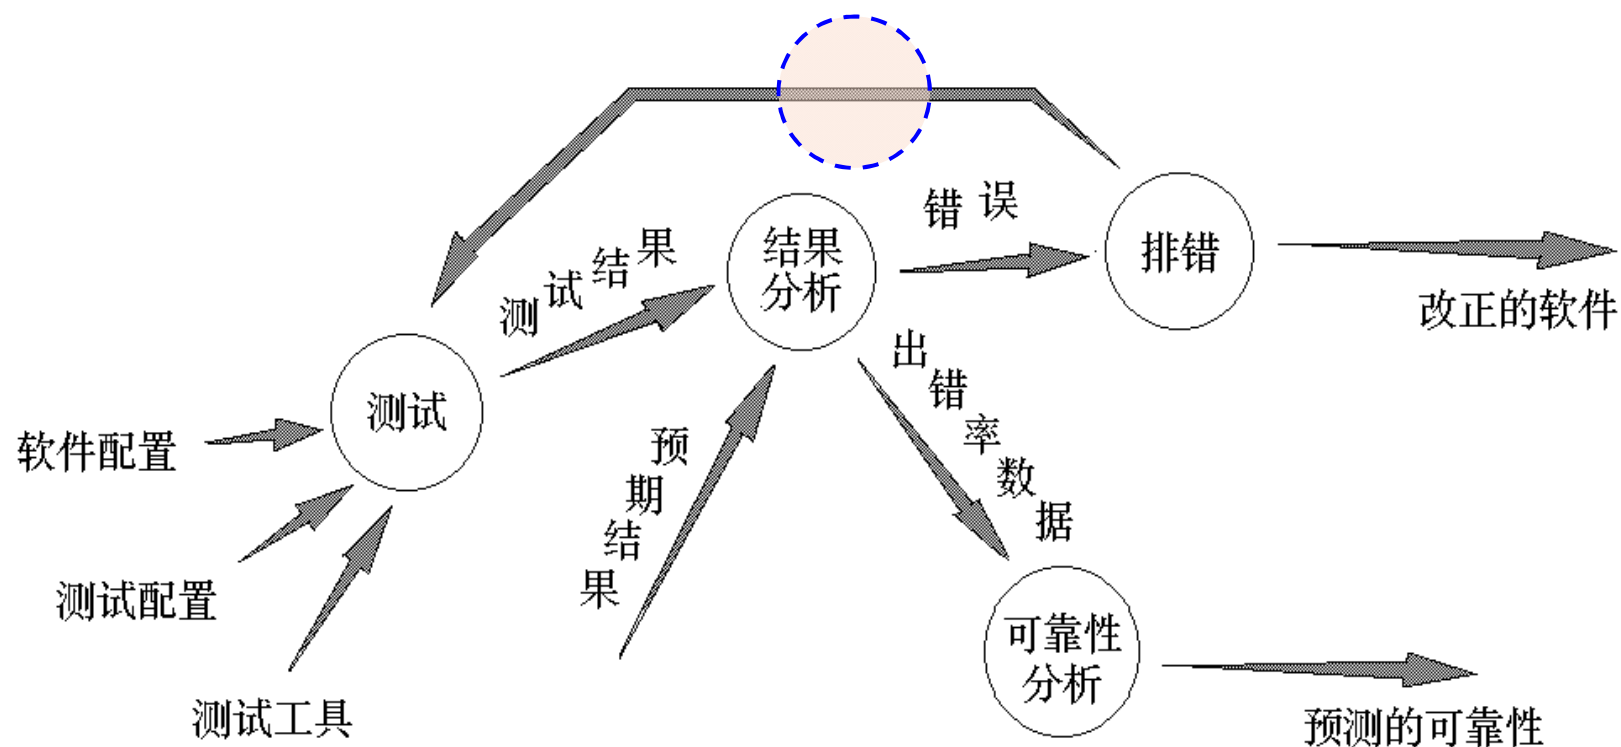 错误
测试结果
结果
分析
排错
改正的软件
测试
出错率数据
软件配置
预期结果
测试配置
可靠性
分析
测试工具
预测的可靠性